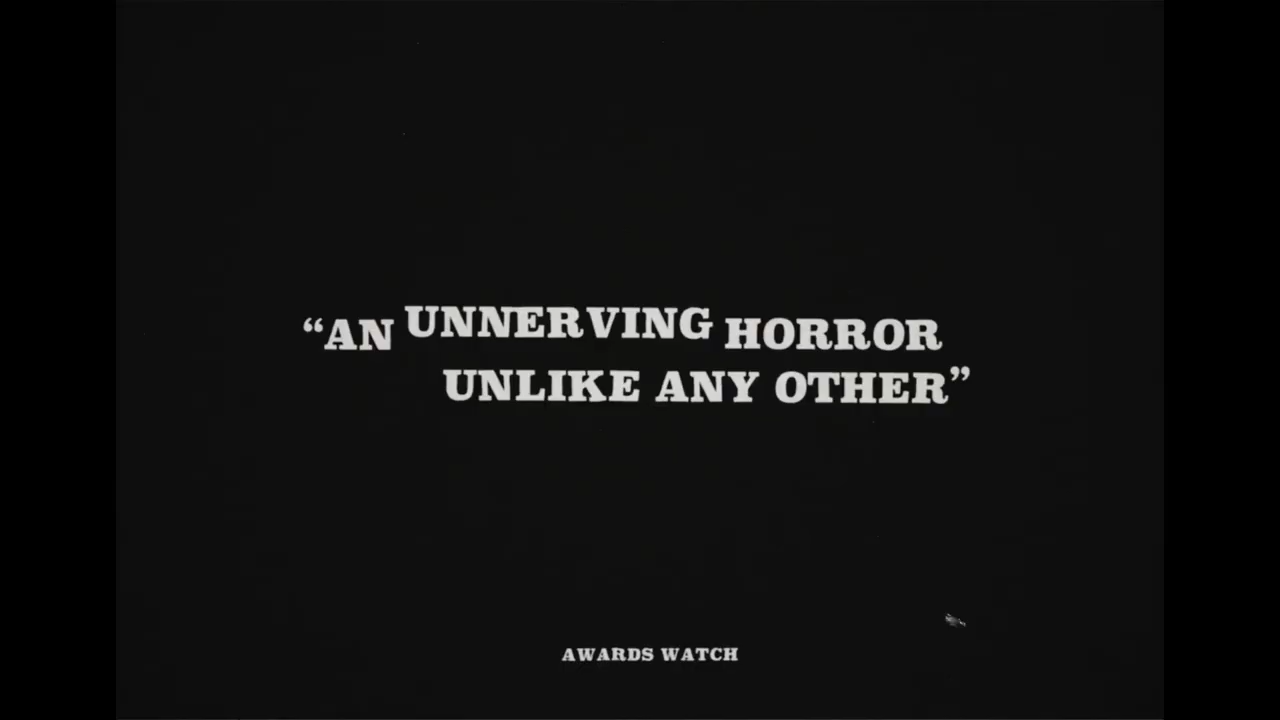 “AN UNNERVING HORROR
UNLIKE ANY OTHER”
AWARDS WATCH